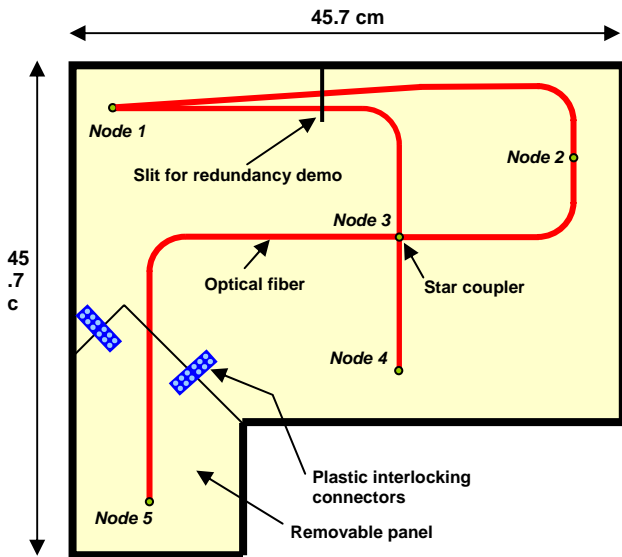 45.7 cm
Node 1
Slit for redundancy demo
Node 2
Node 3
45
.7
c
Optical fiber
Star coupler
Node 4
Plastic interlocking
connectors
Node 5
Removable panel